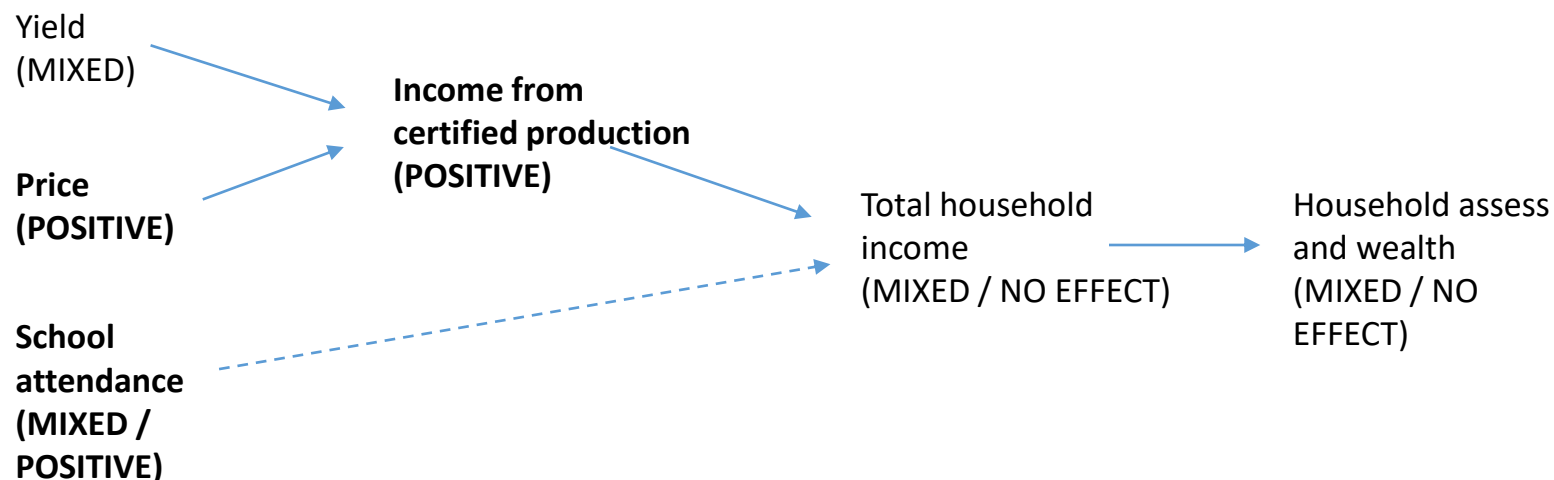 Yield
(MIXED)
Income from
certified production
(POSITIVE)
Price
(POSITIVE)
Total household
income
(MIXED / NO EFFECT)
Household assess
and wealth
(MIXED / NO
EFFECT)
School
attendance
(MIXED /
POSITIVE)